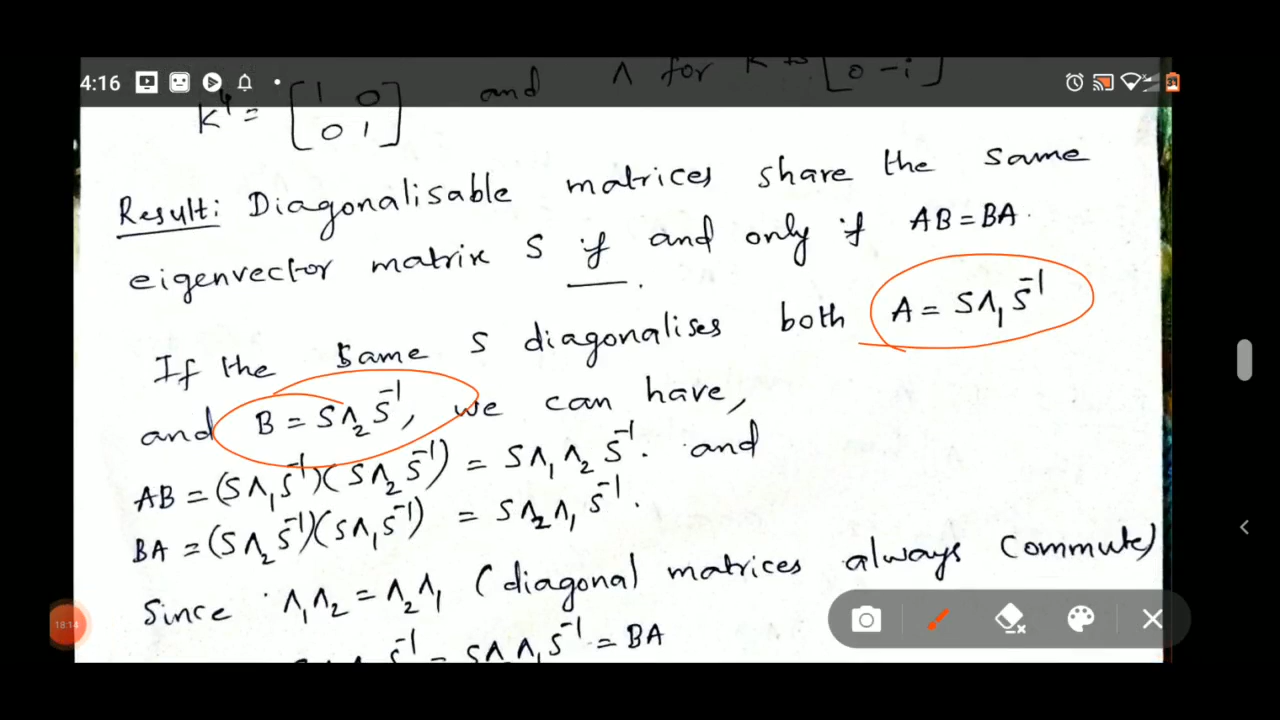 4:16
and Λ for K is [0 -i]
K⁴ = [1 0
0 1]
Result: Diagonalisable matrices share the same
eigenvector matrix S if and only if AB = BA.
If the same S diagonalises both A = SΛ₁S⁻¹
and B = SΛ₂S⁻¹, we can have,
AB = (SΛ₁S⁻¹)(SΛ₂S⁻¹) = SΛ₁Λ₂S⁻¹. and
BA = (SΛ₂S⁻¹)(SΛ₁S⁻¹) = SΛ₂Λ₁S⁻¹.
Since Λ₁Λ₂ = Λ₂Λ₁ (diagonal matrices always commute)
S⁻¹ = SΛ₂Λ₁S⁻¹ = BA
18:14